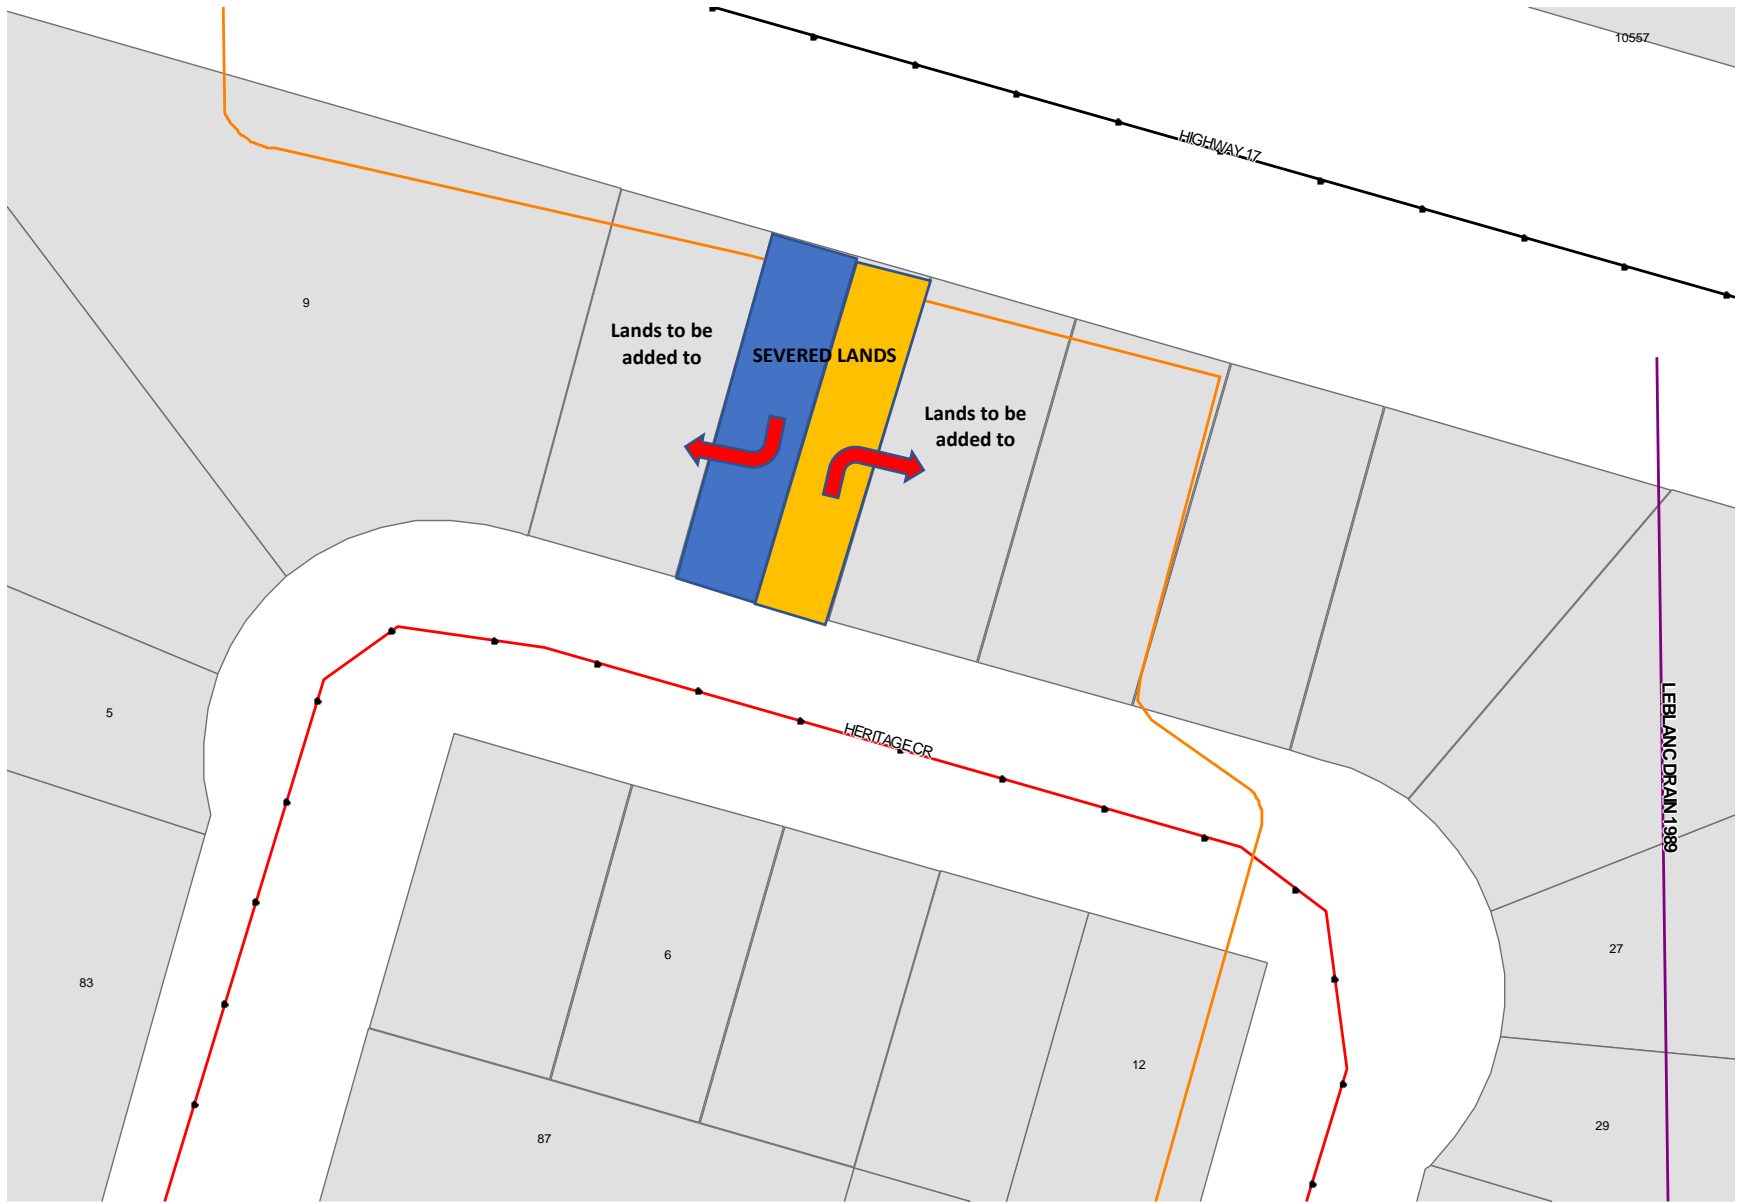 10557
HIGHWAY 17
9
Lands to be
added to
SEVERED LANDS
Lands to be
added to
5
HERITAGE CR
LEBLANC DRAIN 1989
6
27
83
12
29
87